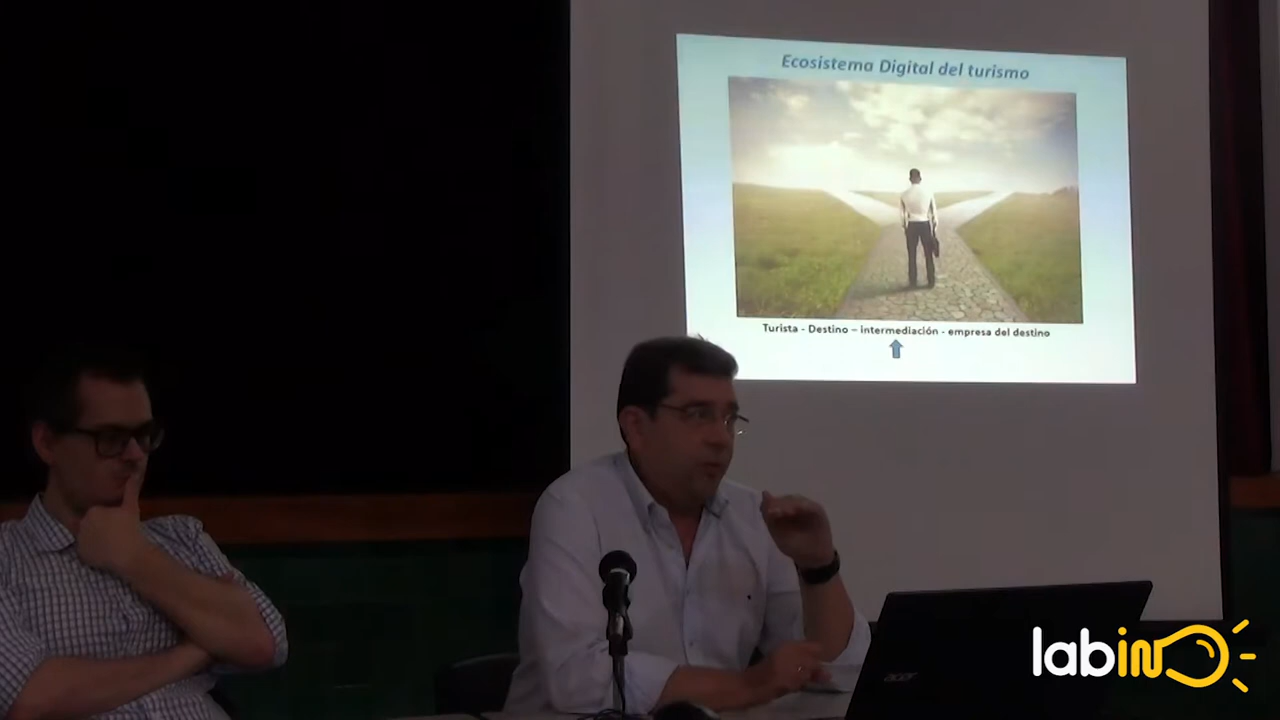 Ecosistema Digital del turismo
Turista - Destino – intermediación - empresa del destino
acer
labin